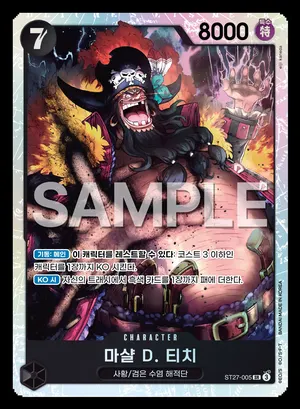 7
8000
특수
特
SAMPLE
기동: 메인 이 캐릭터를 레스트할 수 있다: 코스트 3 이하인
캐릭터를 1장까지 KO 시킨다.
KO 시 자신의 트래시에서 흑색 카드를 1장까지 패에 더한다.
CHARACTER
마샬 D. 티치
사황/검은 수염 해적단
ST27-005 SR 3